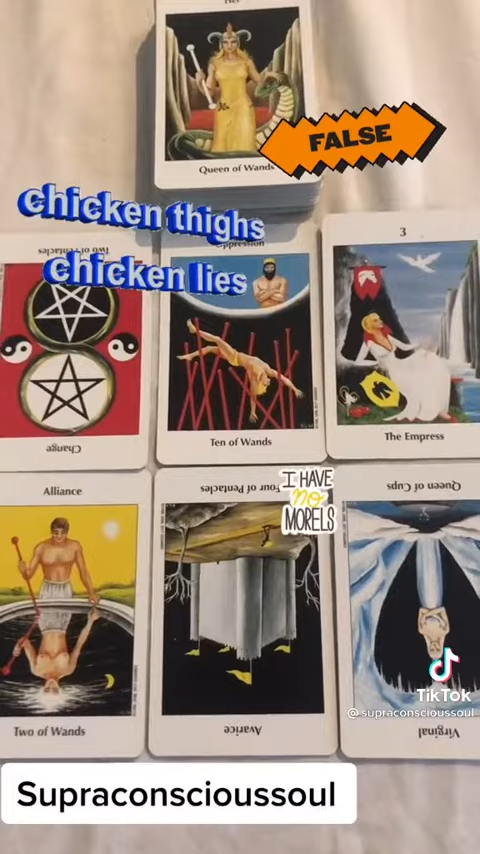 Queen of Wands
FALSE
chicken thighs
chicken lies
Two of Pentacles
Oppression
3
Change
Ten of Wands
The Empress
Alliance
Four of Pentacles
I HAVE
no
MORELS
Queen of Cups
Two of Wands
Avarice
Virginal
TikTok
@supraconscioussoul
Supraconscioussoul